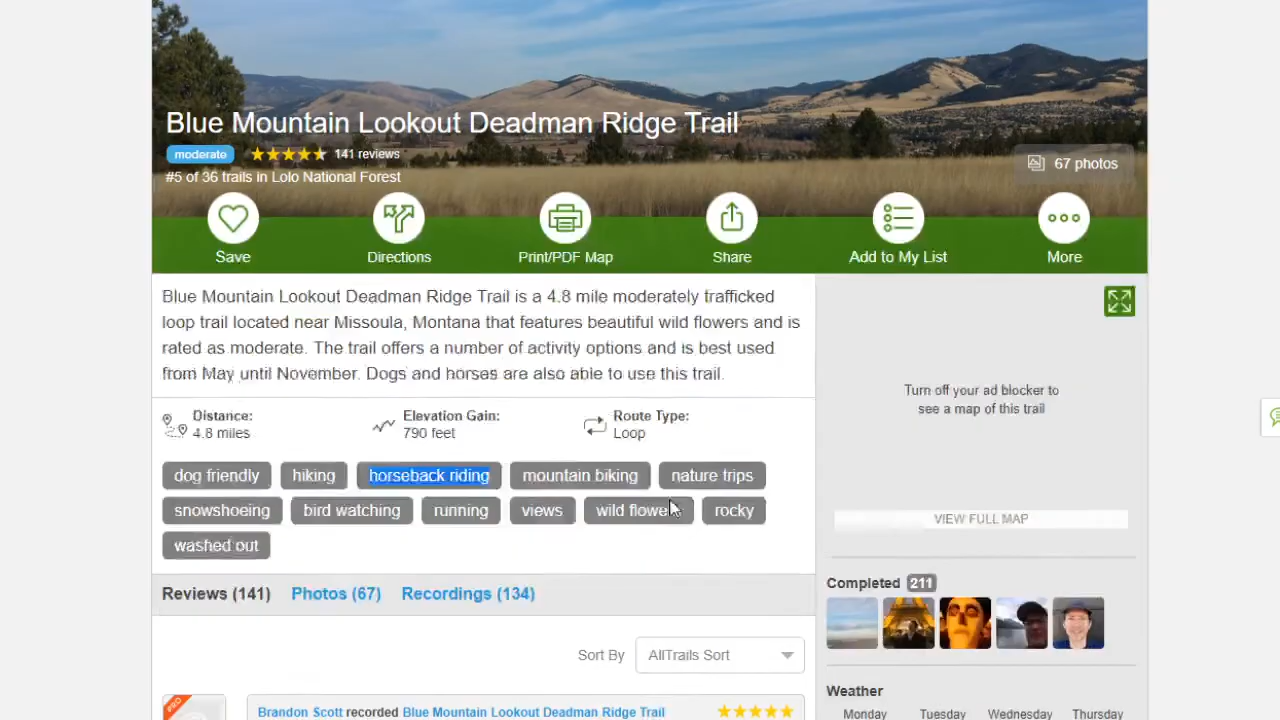 Blue Mountain Lookout Deadman Ridge Trail
moderate 141 reviews
67 photos
#5 of 36 trails in Lolo National Forest
Save Directions Print/PDF Map Share Add to My List More
Blue Mountain Lookout Deadman Ridge Trail is a 4.8 mile moderately trafficked
loop trail located near Missoula, Montana that features beautiful wild flowers and is
rated as moderate. The trail offers a number of activity options and is best used
from May until November. Dogs and horses are also able to use this trail.
Turn off your ad blocker to
see a map of this trail
Distance: Elevation Gain: Route Type:
4.8 miles 790 feet Loop
dog friendly hiking horseback riding mountain biking nature trips
snowshoeing bird watching running views wild flowers rocky
washed out
VIEW FULL MAP
Completed 211
Reviews (141) Photos (67) Recordings (134)
Sort By AllTrails Sort
Weather
Monday Tuesday Wednesday Thursday
PRO
Brandon Scott recorded Blue Mountain Lookout Deadman Ridge Trail